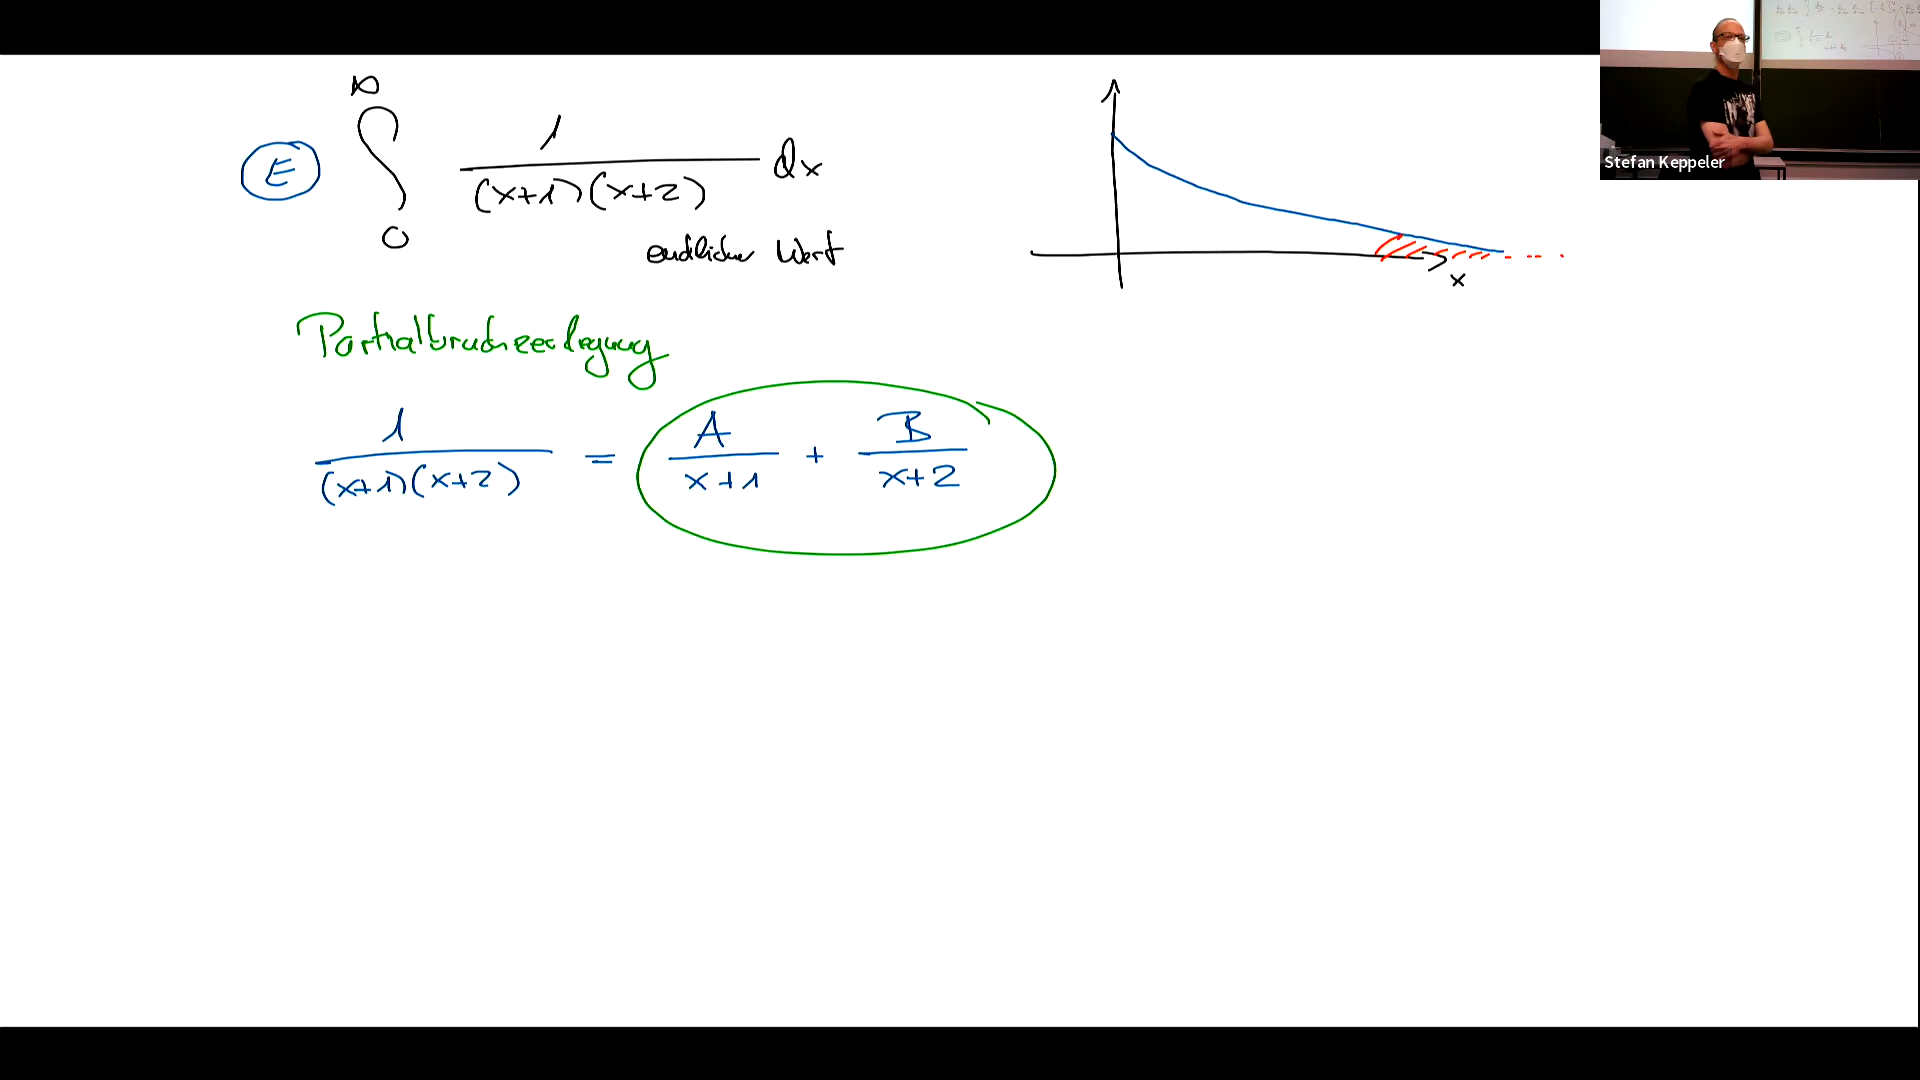 E ∫₀^∞ 1/((x+1)(x+2)) dx
endlicher Wert
x
Stefan Keppeler
Partialbruchzerlegung
1/((x+1)(x+2)) = A/(x+1) + B/(x+2)